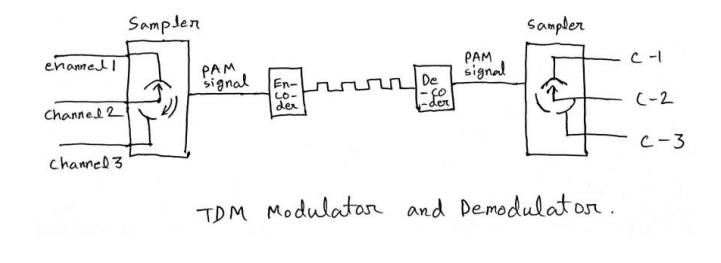 Sampler
channel 1
Channel 2
Channel 3
PAM
signal
En-
co-
der
De
-co
-der
PAM
signal
Sampler
C-1
C-2
C-3
TDM Modulator and Demodulator.